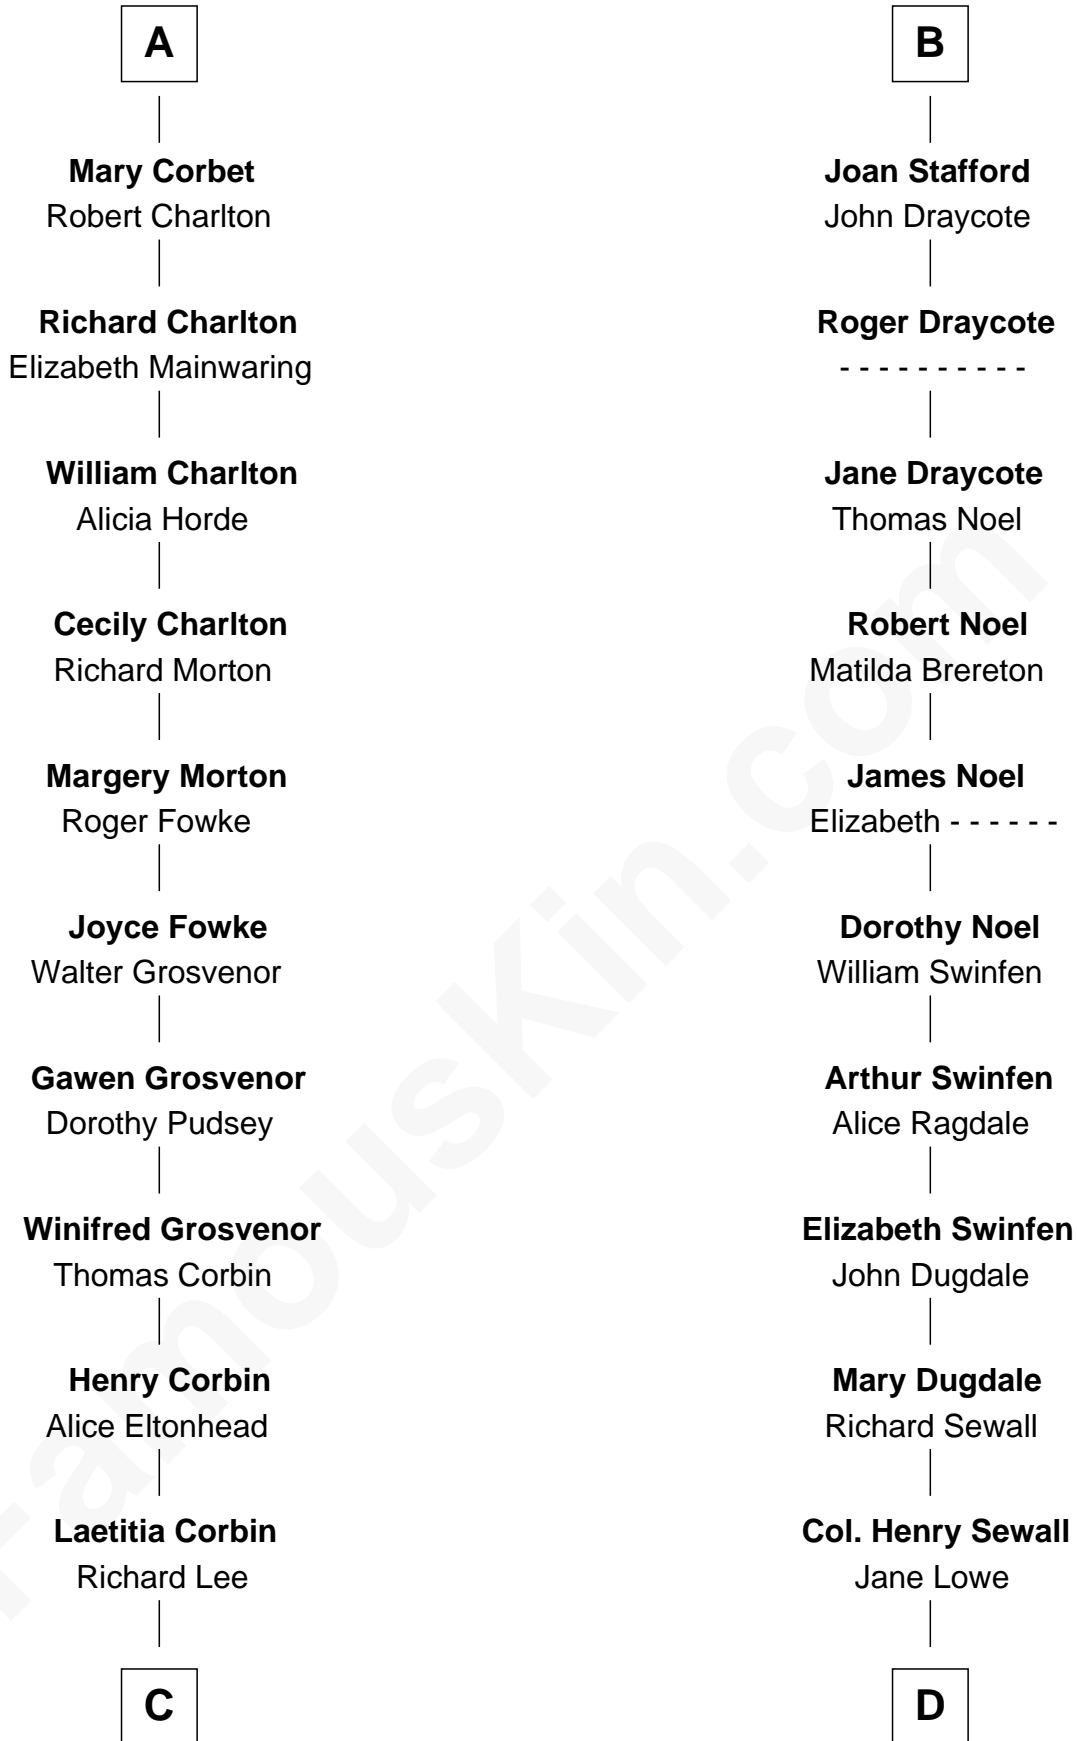 A
Mary Corbet
Robert Charlton
Richard Charlton
Elizabeth Mainwaring
William Charlton
Alicia Horde
Cecily Charlton
Richard Morton
Margery Morton
Roger Fowke
Joyce Fowke
Walter Grosvenor
Gawen Grosvenor
Dorothy Pudsey
Winifred Grosvenor
Thomas Corbin
Henry Corbin
Alice Eltonhead
Laetitia Corbin
Richard Lee
C
B
Joan Stafford
John Draycote
Roger Draycote
- - - - - - - - - -
Jane Draycote
Thomas Noel
Robert Noel
Matilda Brereton
James Noel
Elizabeth - - - - - -
Dorothy Noel
William Swinfen
Arthur Swinfen
Alice Ragdale
Elizabeth Swinfen
John Dugdale
Mary Dugdale
Richard Sewall
Col. Henry Sewall
Jane Lowe
D
FamousKin.com